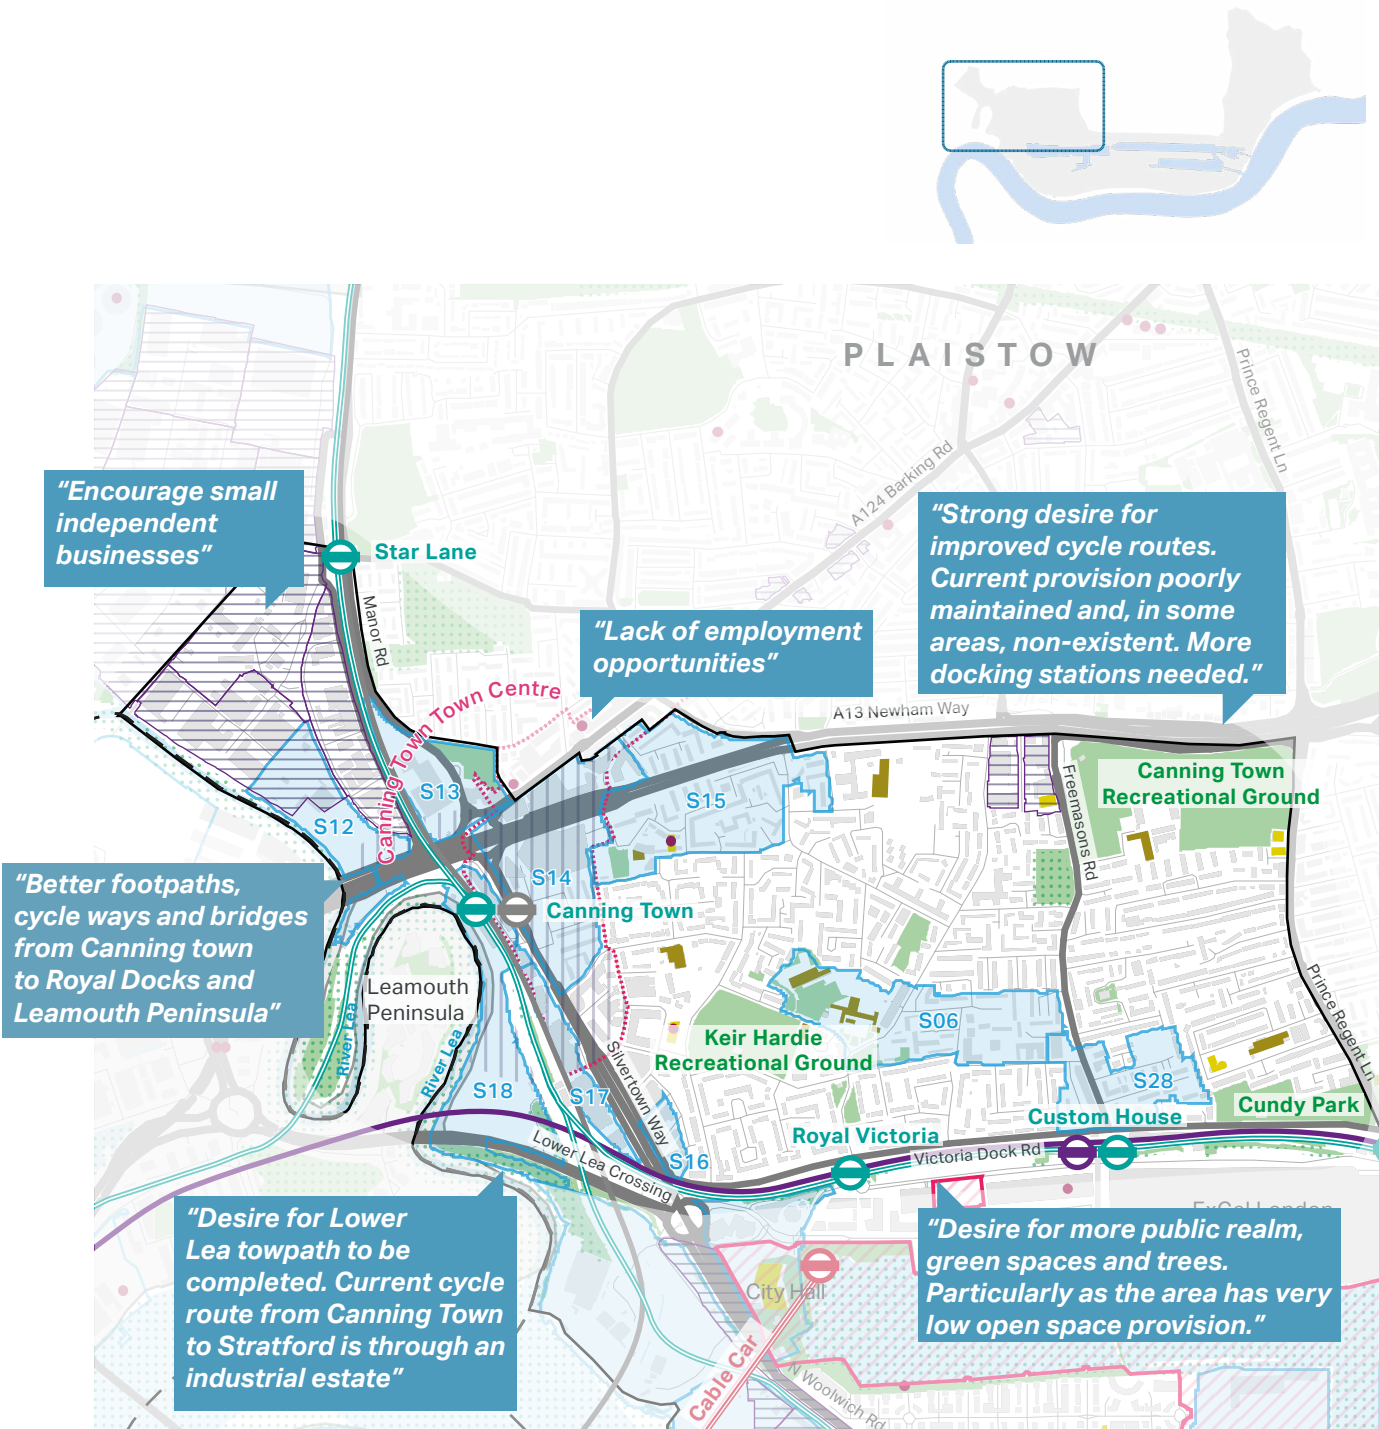 PLAISTOW
Prince Regent Ln
A124 Barking Rd
“Encourage small
independent
businesses”
“Strong desire for
improved cycle routes.
Current provision poorly
maintained and, in some
areas, non-existent. More
docking stations needed.”
Star Lane
Manor Rd
“Lack of employment
opportunities”
Canning Town Town Centre
A13 Newham Way
Canning Town
Recreational Ground
Freemasons Rd
S13
S15
S12
S14
“Better footpaths,
cycle ways and bridges
from Canning town
to Royal Docks and
Leamouth Peninsula”
Canning Town
Leamouth
Peninsula
River Lea
River Lea
Prince Regent Ln
S06
Keir Hardie
Recreational Ground
Silvertown Way
S18
S17
S28
Cundy Park
Custom House
Royal Victoria
Victoria Dock Rd
Lower Lea Crossing
S16
ExCeL London
“Desire for Lower
Lea towpath to be
completed. Current cycle
route from Canning Town
to Stratford is through an
industrial estate”
“Desire for more public realm,
green spaces and trees.
Particularly as the area has very
low open space provision.”
City Hall
Cable Car
N Woolwich Rd